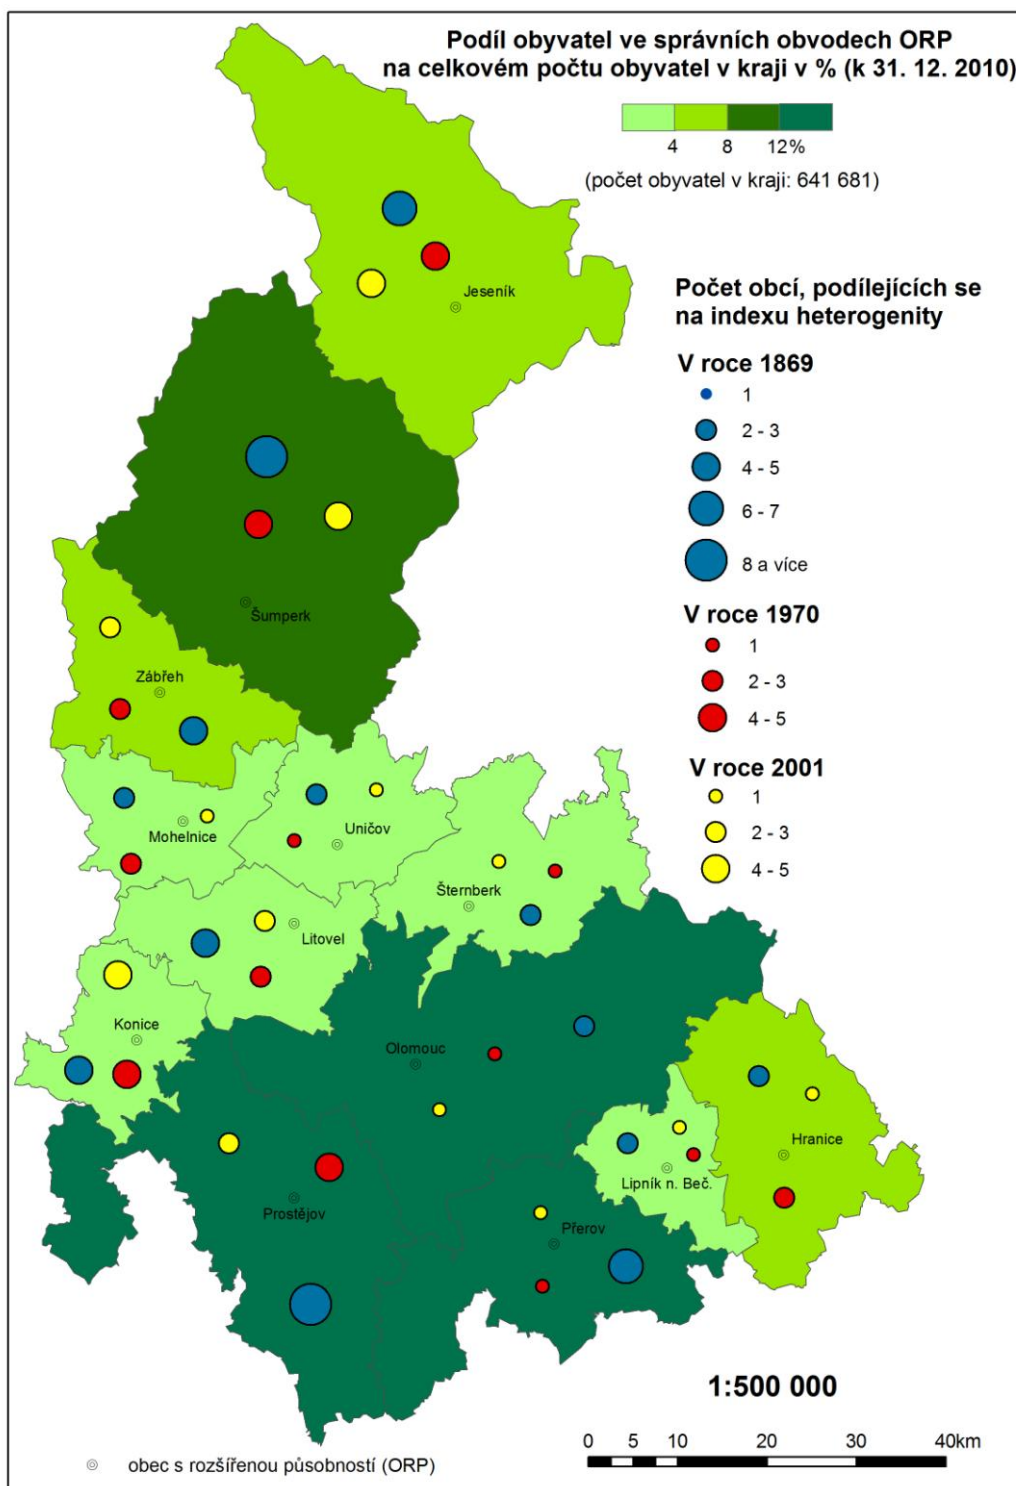 Podíl obyvatel ve správních obvodech ORP
na celkovém počtu obyvatel v kraji v % (k 31. 12. 2010)
4 8 12%
(počet obyvatel v kraji: 641 681)
Jeseník
Počet obcí, podílejících se
na indexu heterogenity
V roce 1869
1
2 - 3
4 - 5
6 - 7
8 a více
V roce 1970
1
2 - 3
4 - 5
V roce 2001
1
2 - 3
4 - 5
Šumperk
Zábřeh
Mohelnice
Uničov
Šternberk
Litovel
Konice
Olomouc
Hranice
Lipník n. Beč.
Prostějov
Přerov
1:500 000
0 5 10 20 30 40km
obec s rozšířenou působností (ORP)